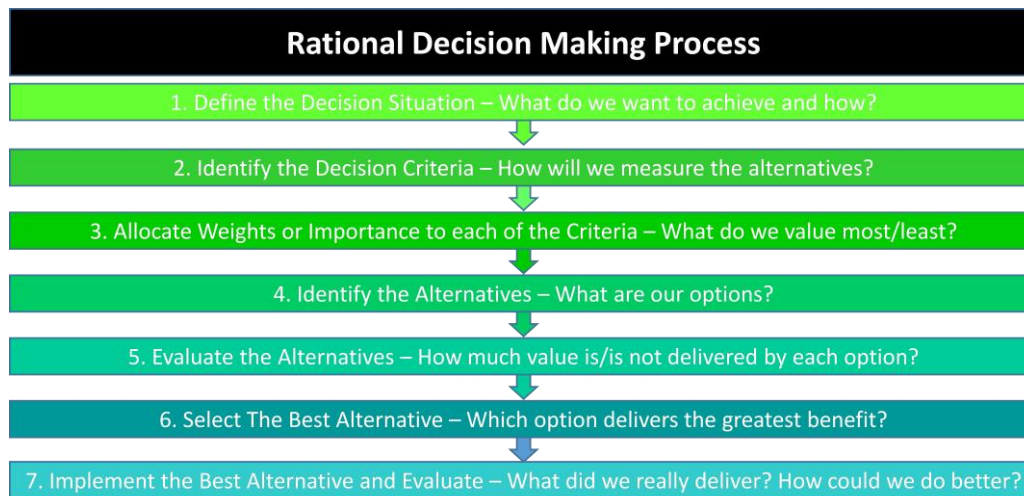 Rational Decision Making Process
1. Define the Decision Situation – What do we want to achieve and how?
2. Identify the Decision Criteria – How will we measure the alternatives?
3. Allocate Weights or Importance to each of the Criteria – What do we value most/least?
4. Identify the Alternatives – What are our options?
5. Evaluate the Alternatives – How much value is/is not delivered by each option?
6. Select The Best Alternative – Which option delivers the greatest benefit?
7. Implement the Best Alternative and Evaluate – What did we really deliver? How could we do better?